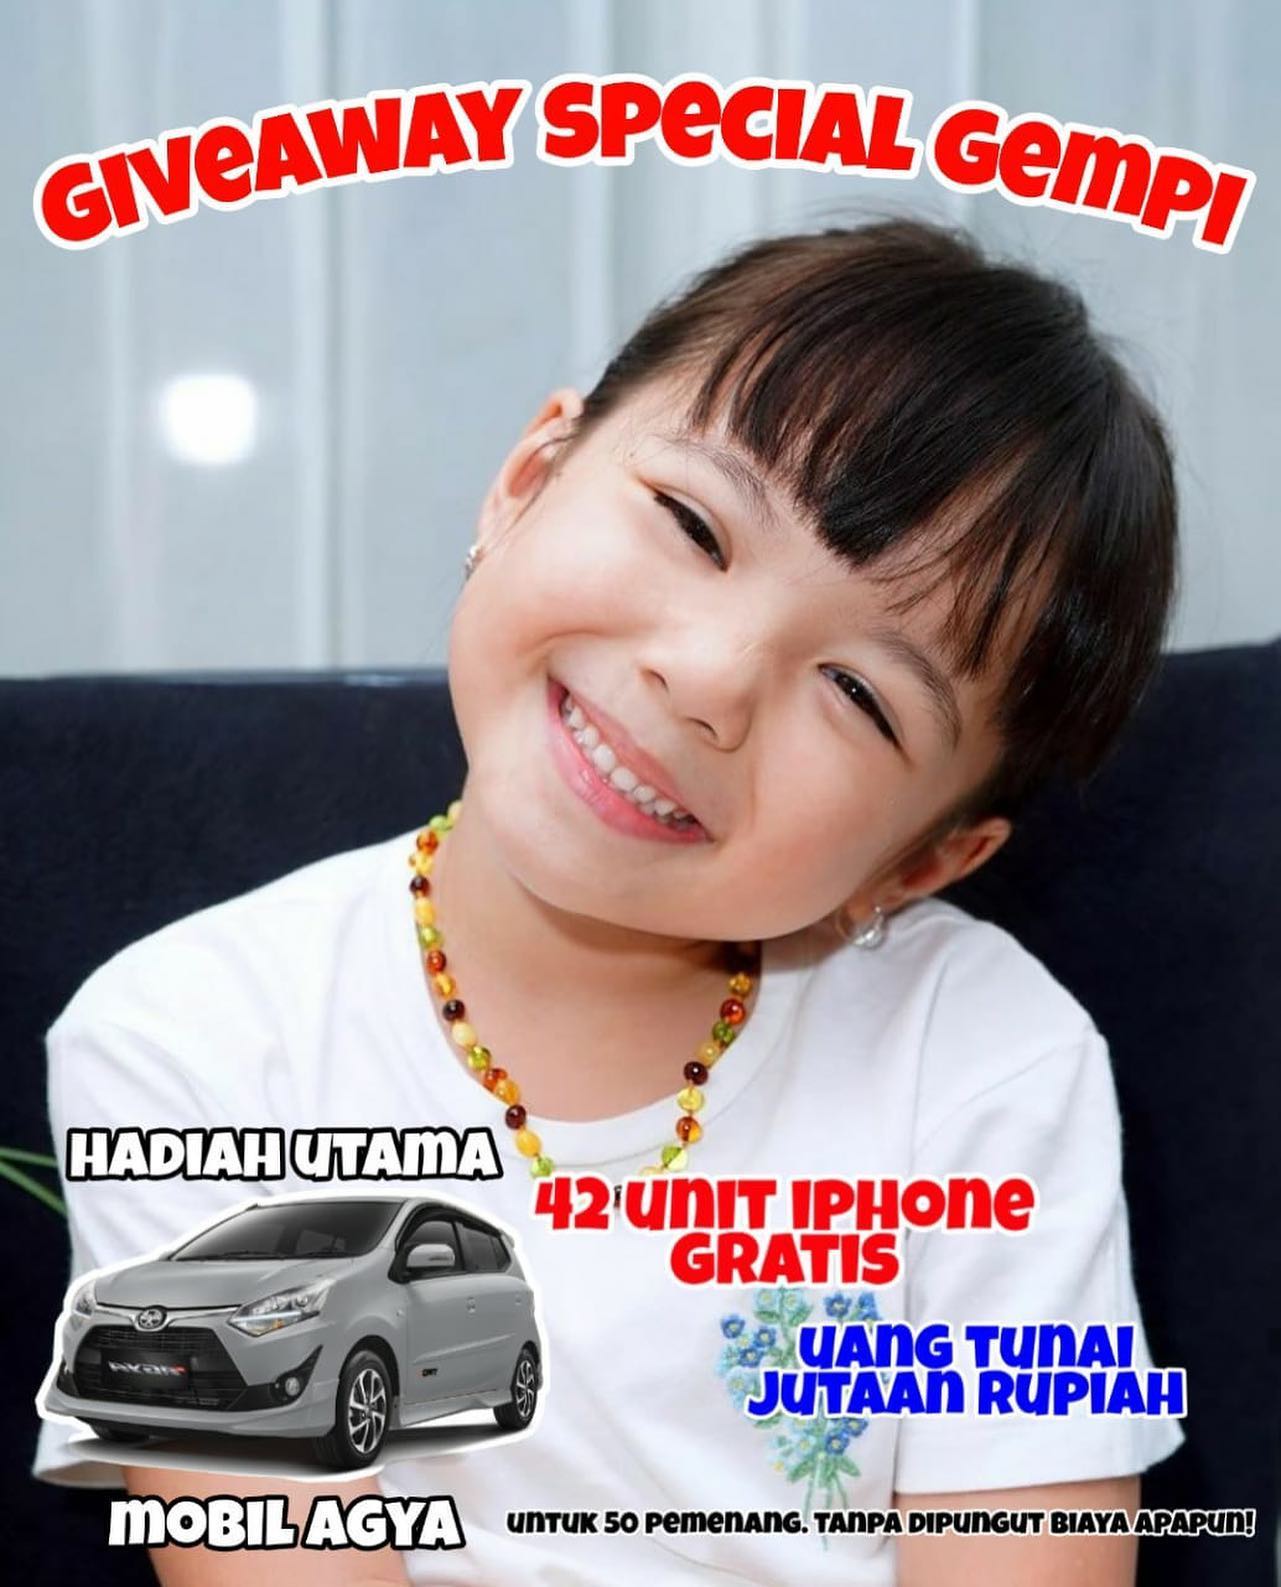 GIVEAWAY SPECIAL GEMPI
HADIAH UTAMA
42 UNIT IPHONE
GRATIS
UANG TUNAI
JUTAAN RUPIAH
MOBIL AGYA
UNTUK 50 PEMENANG. TANPA DIPUNGUT BIAYA APAPUN!